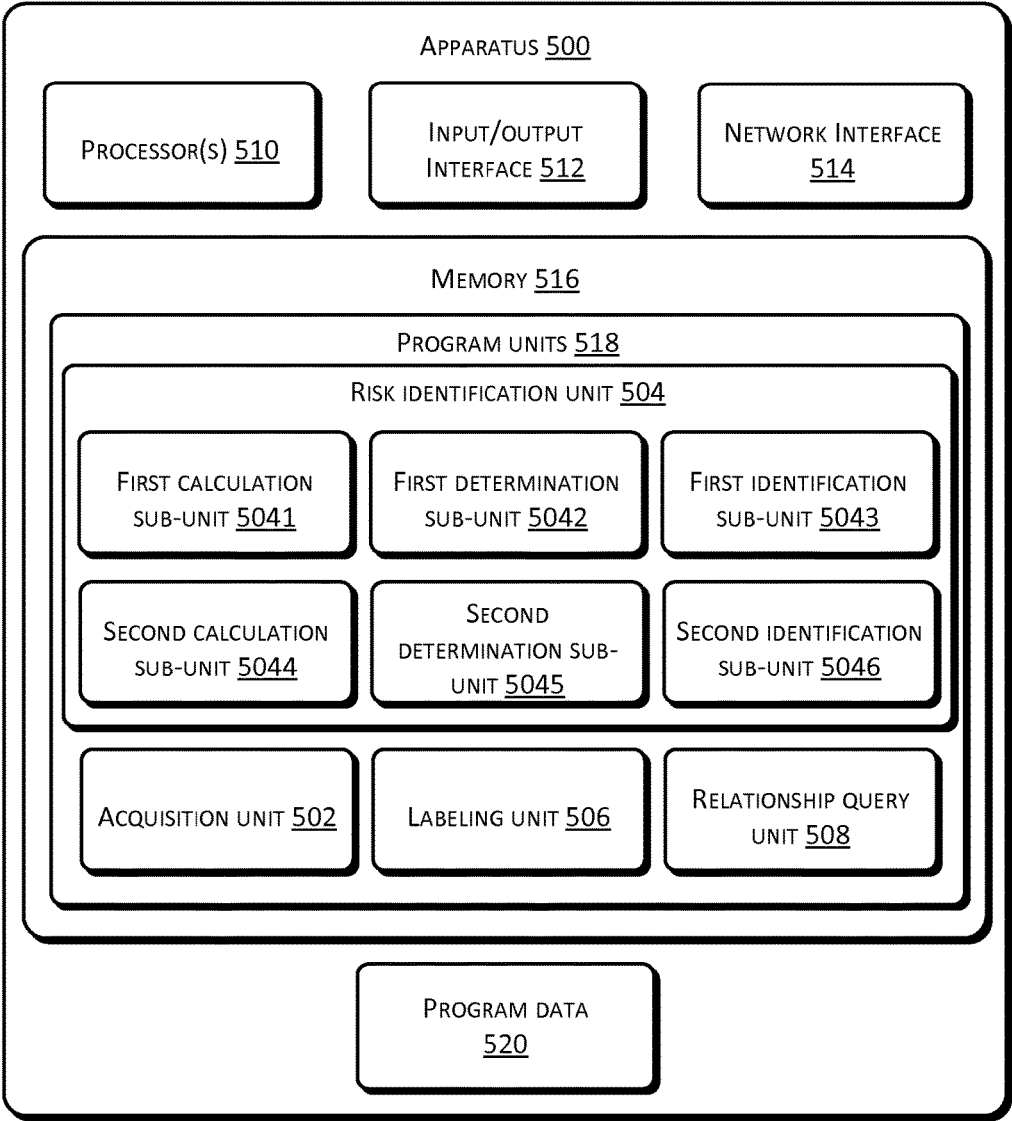 APPARATUS 500
PROCESSOR(S) 510
INPUT/OUTPUT
INTERFACE 512
NETWORK INTERFACE
514
MEMORY 516
PROGRAM UNITS 518
RISK IDENTIFICATION UNIT 504
FIRST CALCULATION
SUB-UNIT 5041
FIRST DETERMINATION
SUB-UNIT 5042
FIRST IDENTIFICATION
SUB-UNIT 5043
SECOND CALCULATION
SUB-UNIT 5044
SECOND
DETERMINATION SUB-
UNIT 5045
SECOND IDENTIFICATION
SUB-UNIT 5046
ACQUISITION UNIT 502
LABELING UNIT 506
RELATIONSHIP QUERY
UNIT 508
PROGRAM DATA
520